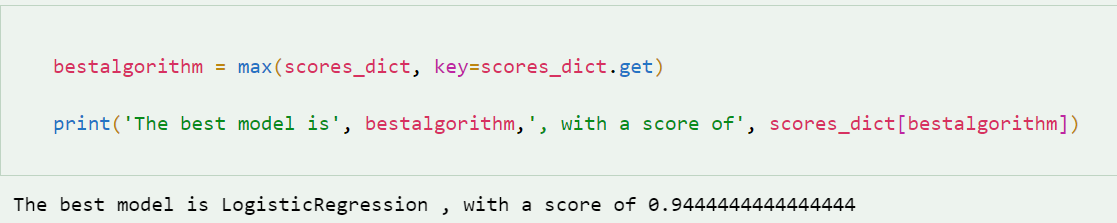 bestalgorithm = max(scores_dict, key=scores_dict.get)
print('The best model is', bestalgorithm,', with a score of', scores_dict[bestalgorithm])
The best model is LogisticRegression , with a score of 0.9444444444444444